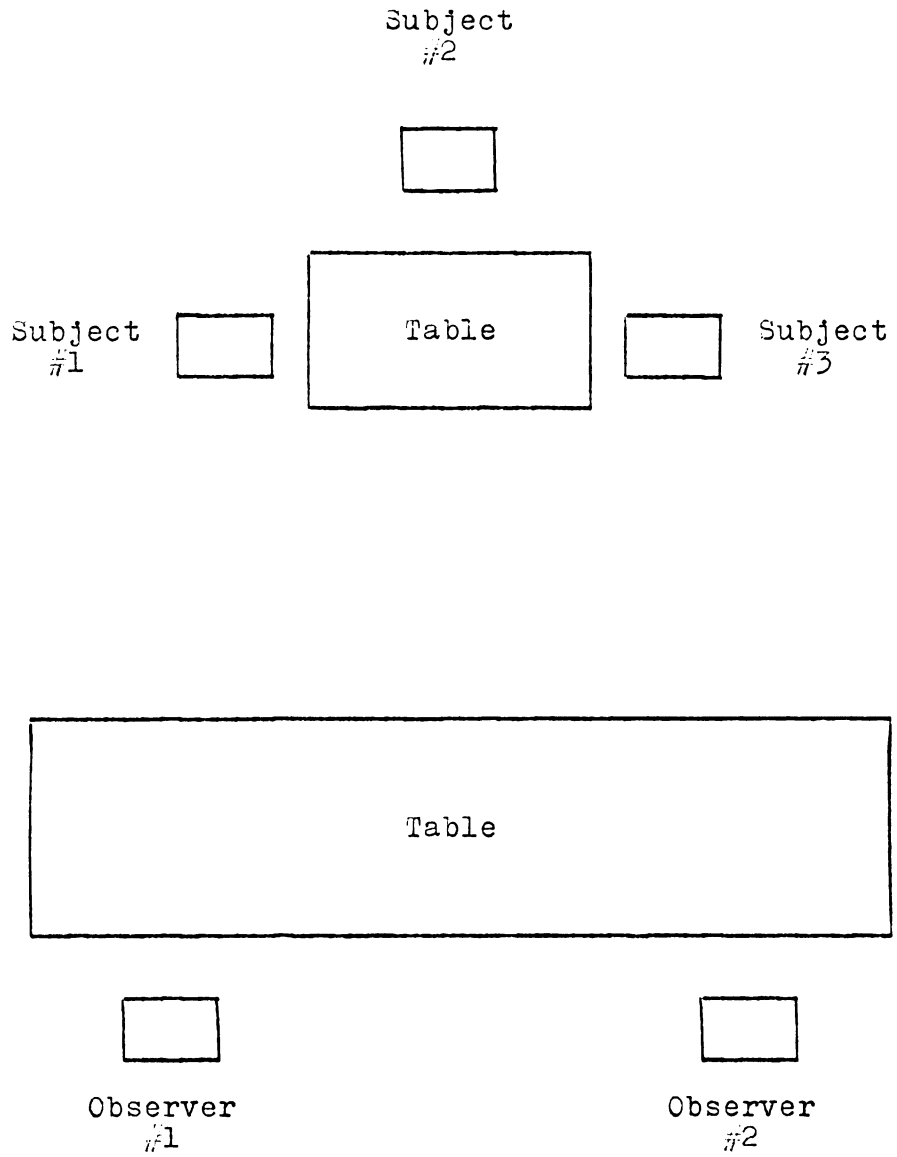 Subject
#2
Table
Subject
#1
Subject
#3
Table
Observer
#1
Observer
#2